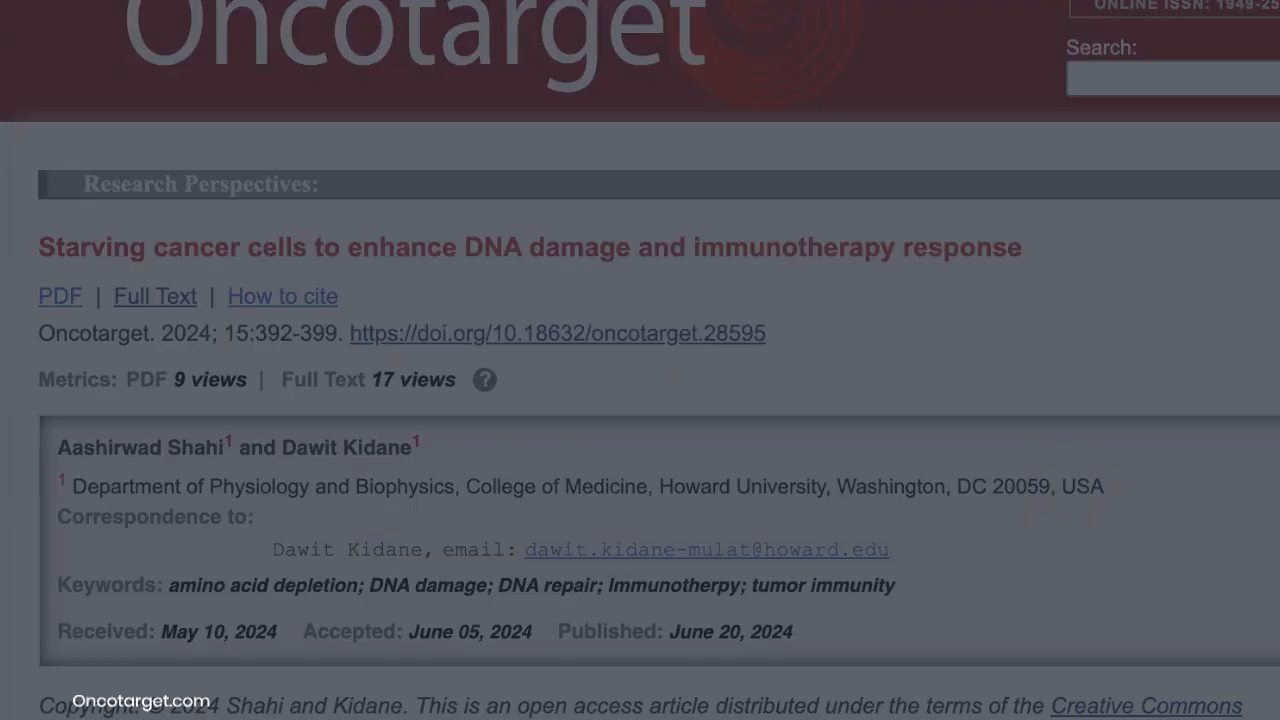 Oncotarget
ONLINE ISSN: 1949-25
Search:
Research Perspectives:
Starving cancer cells to enhance DNA damage and immunotherapy response
PDF | Full Text | How to cite
Oncotarget. 2024; 15:392-399. https://doi.org/10.18632/oncotarget.28595
Metrics: PDF 9 views | Full Text 17 views ?
Aashirwad Shahi1 and Dawit Kidane1
1 Department of Physiology and Biophysics, College of Medicine, Howard University, Washington, DC 20059, USA
Correspondence to:
Dawit Kidane, email: dawit.kidane-mulat@howard.edu
Keywords: amino acid depletion; DNA damage; DNA repair; Immunotherpy; tumor immunity
Received: May 10, 2024 Accepted: June 05, 2024 Published: June 20, 2024
Copyright: © 2024 Shahi and Kidane. This is an open access article distributed under the terms of the Creative Commons
Oncotarget.com